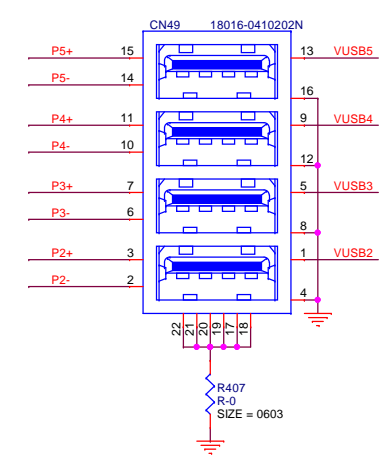 CN49 18016-0410202N
P5+ 15 13 VUSB5
P5- 14
16
P4+ 11 9 VUSB4
P4- 10
12
P3+ 7 5 VUSB3
P3- 6
8
P2+ 3 1 VUSB2
P2- 2
4
22 21 20 19 17 18
R407
R-0
SIZE = 0603